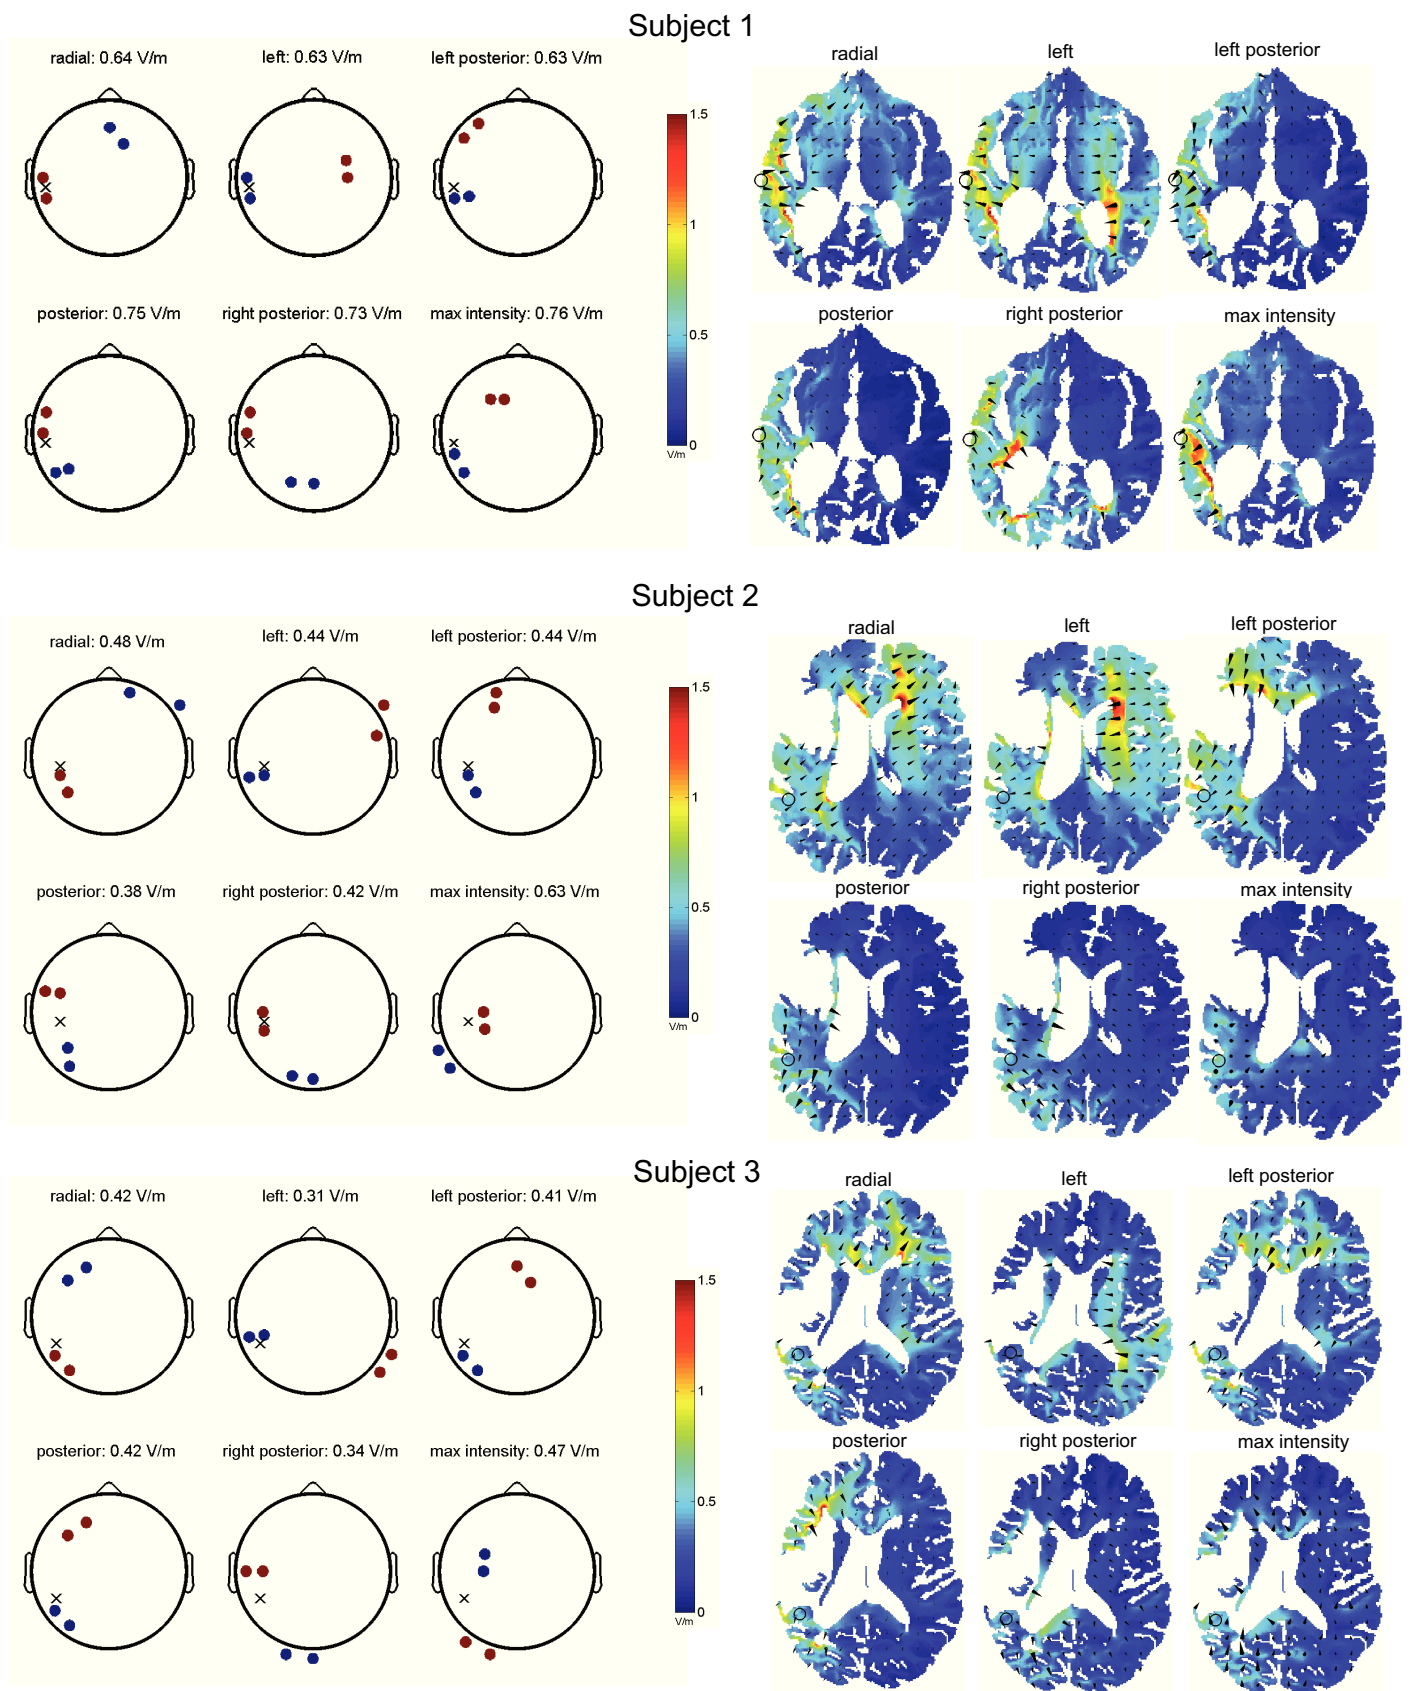 Subject 1
radial: 0.64 V/m
left: 0.63 V/m
left posterior: 0.63 V/m
posterior: 0.75 V/m
right posterior: 0.73 V/m
max intensity: 0.76 V/m
1.5
1
0.5
0
V/m
radial
left
left posterior
posterior
right posterior
max intensity
Subject 2
radial: 0.48 V/m
left: 0.44 V/m
left posterior: 0.44 V/m
posterior: 0.38 V/m
right posterior: 0.42 V/m
max intensity: 0.63 V/m
1.5
1
0.5
0
V/m
radial
left
left posterior
posterior
right posterior
max intensity
Subject 3
radial: 0.42 V/m
left: 0.31 V/m
left posterior: 0.41 V/m
posterior: 0.42 V/m
right posterior: 0.34 V/m
max intensity: 0.47 V/m
1.5
1
0.5
0
V/m
radial
left
left posterior
posterior
right posterior
max intensity